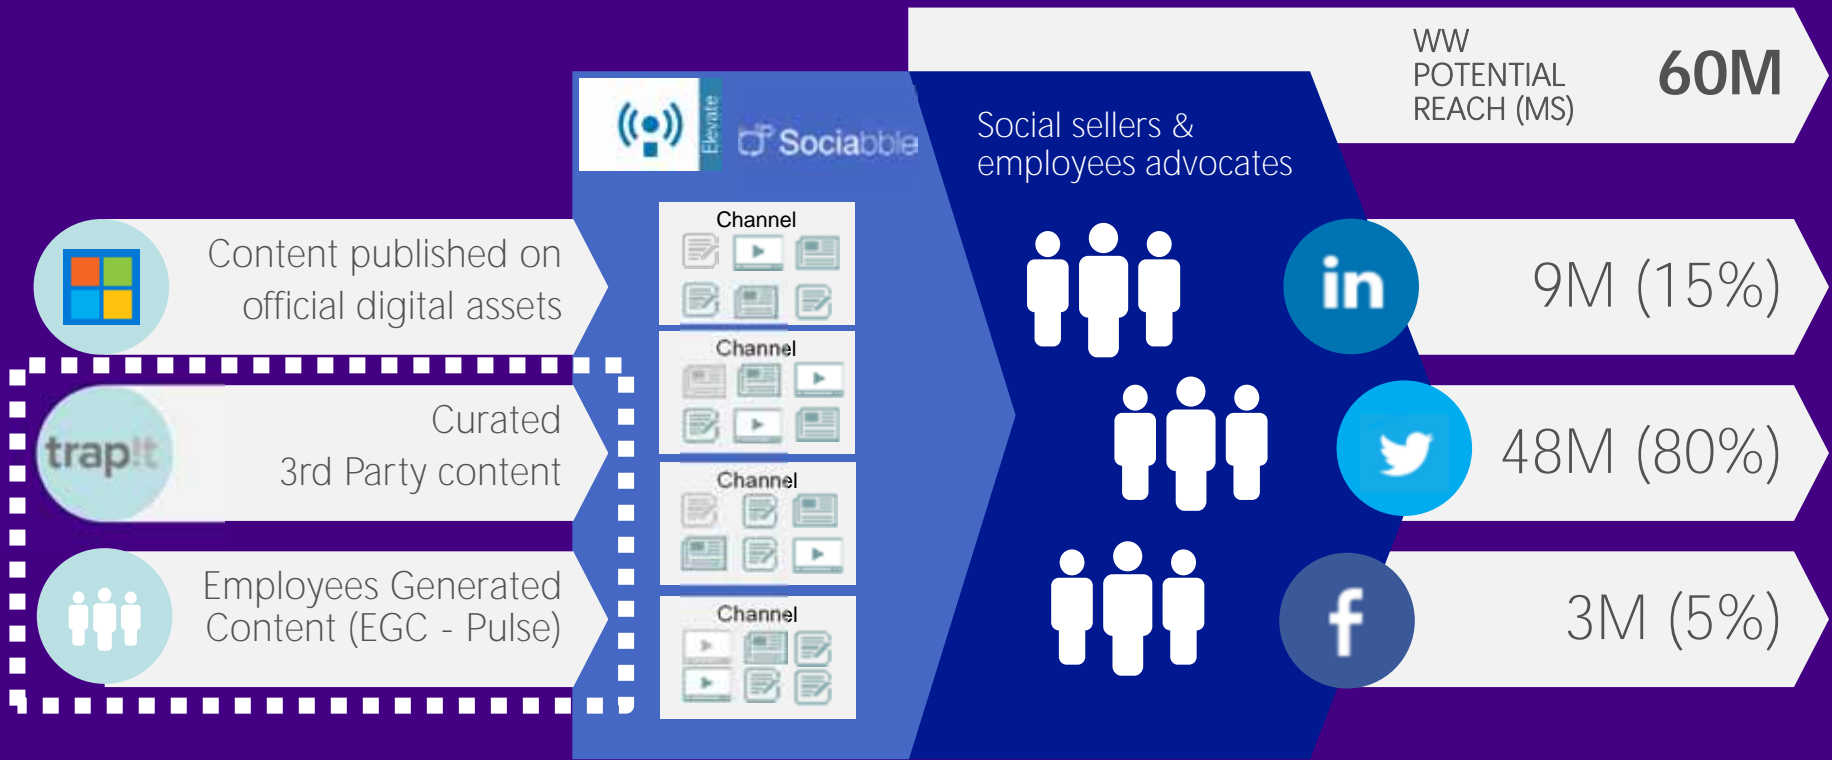 WW
POTENTIAL
REACH (MS)
60M
Elevate
Sociabble
Social sellers &
employees advocates
Content published on
official digital assets
Channel
in
9M (15%)
Channel
trap!t
Curated
3rd Party content
48M (80%)
Channel
Employees Generated
Content (EGC - Pulse)
Channel
f
3M (5%)